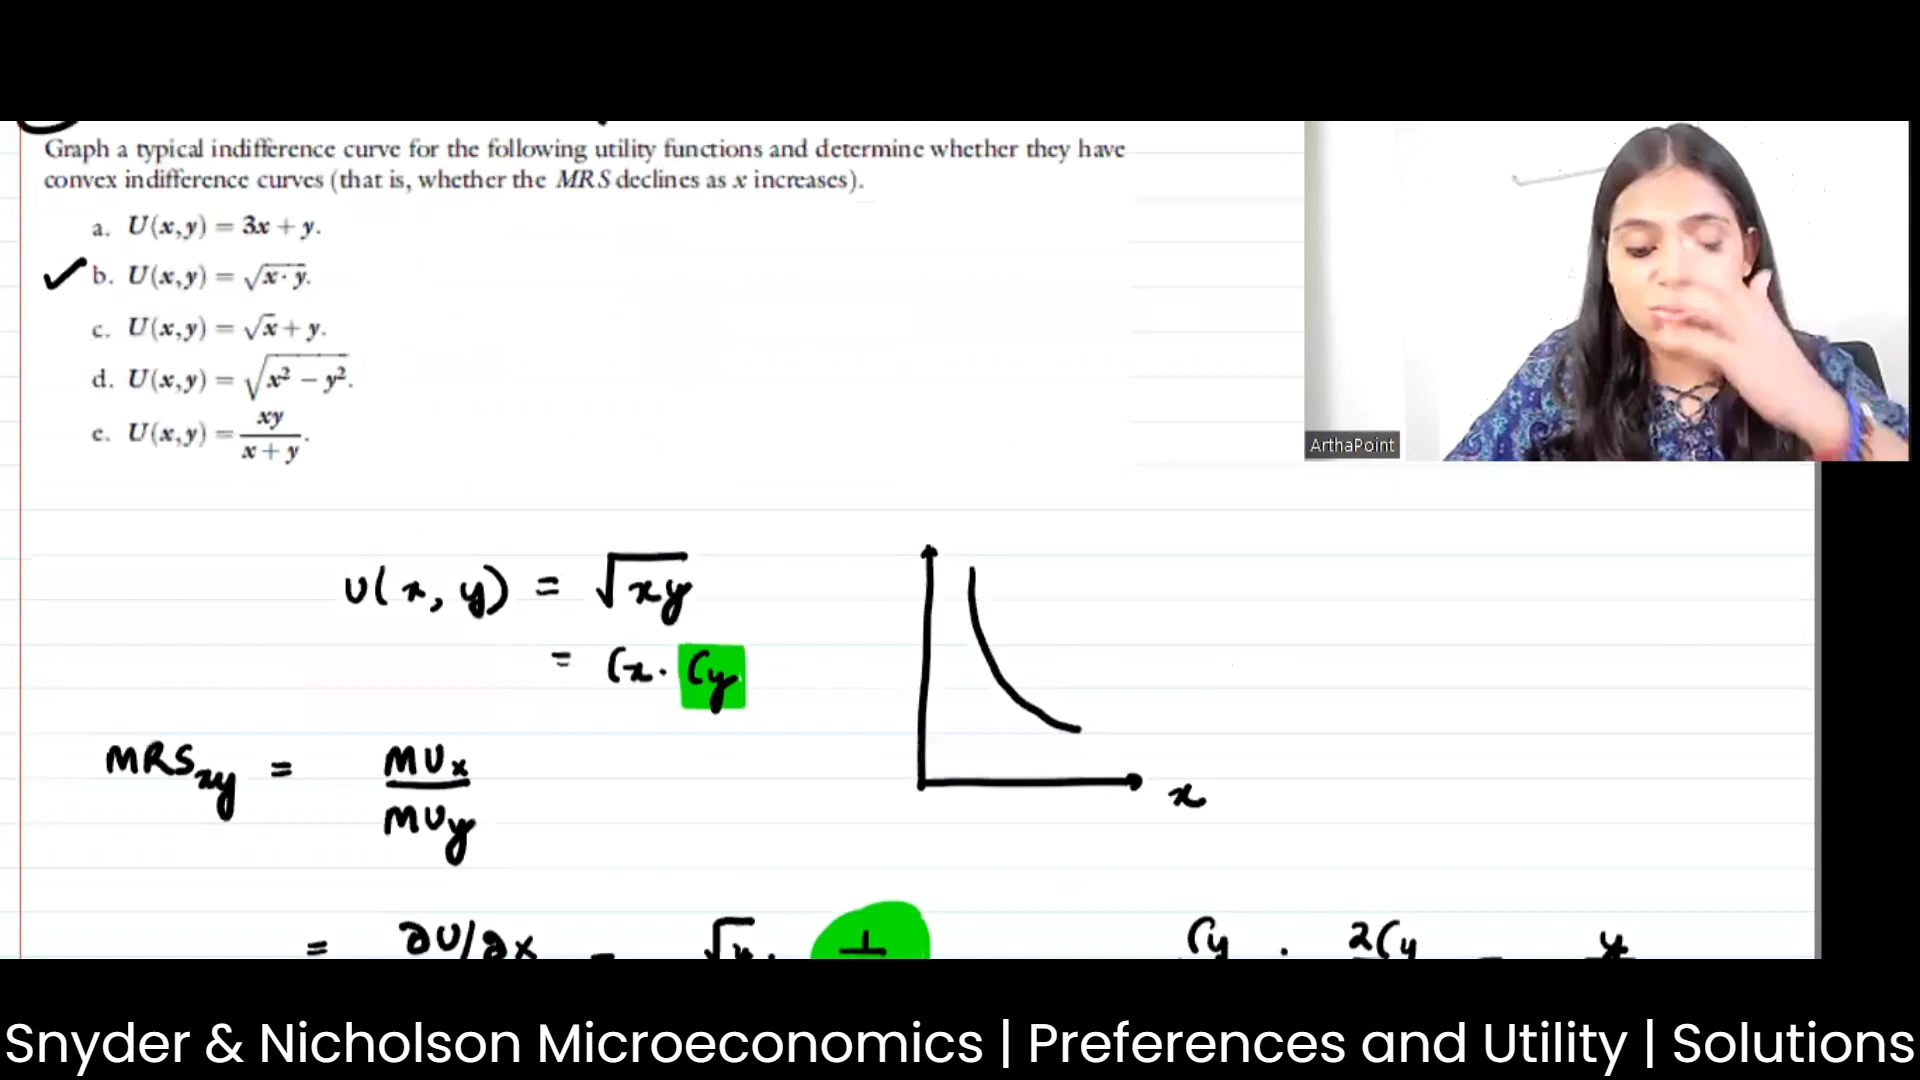 Graph a typical indifference curve for the following utility functions and determine whether they have
convex indifference curves (that is, whether the MRS declines as x increases).
a. U(x,y) = 3x + y.
b. U(x,y) = √x · y.
c. U(x,y) = √x + y.
d. U(x,y) = √x² − y².
e. U(x,y) = xy / x + y.
ArthaPoint
U(x, y) = √xy
= √x · √y
MRSxy = MUx / MUy
x
= ∂U/∂x
√y · 1
√y · 2√y = y
Snyder & Nicholson Microeconomics | Preferences and Utility | Solutions